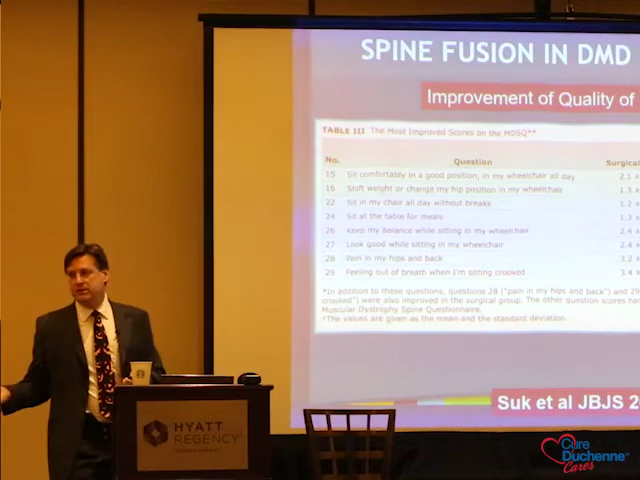 SPINE FUSION IN DMD
Improvement of Quality of
TABLE III The Most Improved Scores on the MDSQ**
No. Question Surgical
15 Sit comfortably in a good position, in my wheelchair all day 2.1 ±
16 Shift weight or change my hip position in my wheelchair 1.3 ±
22 Sit in my chair all day without breaks 1.2 ±
24 Sit at the table for meals 1.3 ±
26 Keep my balance while sitting in my wheelchair 2.4 ±
27 Look good while sitting in my wheelchair 2.4 ±
28 Pain in my hips and back 3.2 ±
29 Feeling out of breath when I'm sitting crooked 3.4 ±
*In addition to those questions, questions 28 ("pain in my hips and back") and 29
crooked") were also improved in the surgical group. The other question scores
Muscular Dystrophy Spine Questionnaire.
The values are given as the mean and the standard deviation.
Suk et al JBJS
HYATT
REGENCY
Cure
Duchenne
Cares